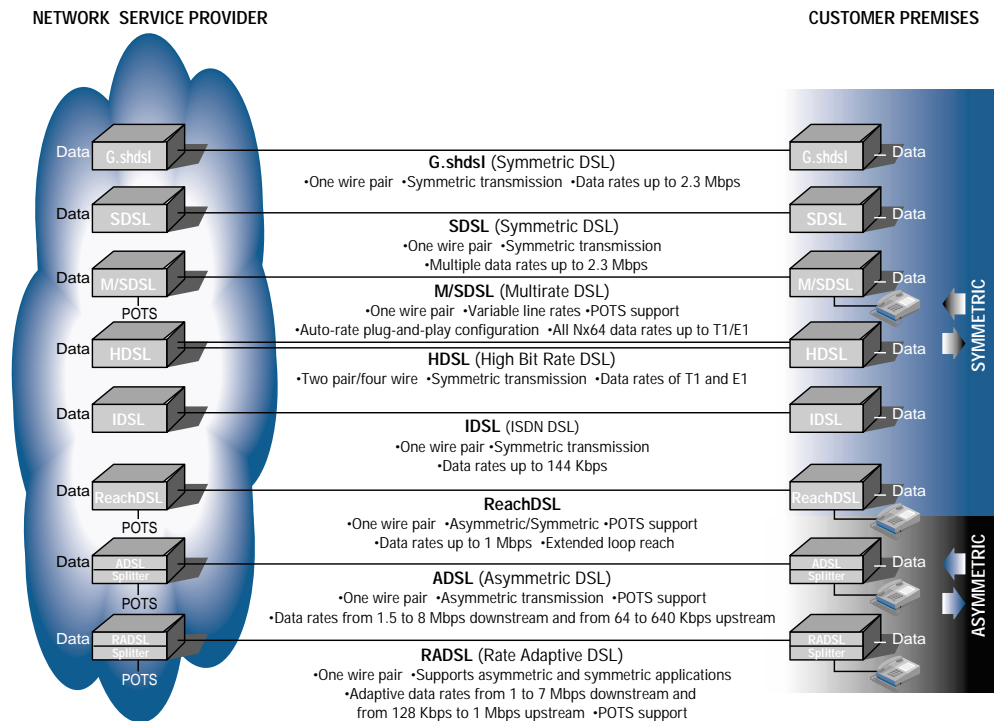 NETWORK SERVICE PROVIDER
CUSTOMER PREMISES
Data
G.shdsl
G.shdsl
Data
G.shdsl (Symmetric DSL)
•One wire pair •Symmetric transmission •Data rates up to 2.3 Mbps
Data
SDSL
SDSL
Data
SDSL (Symmetric DSL)
•One wire pair •Symmetric transmission
•Multiple data rates up to 2.3 Mbps
Data
M/SDSL
POTS
M/SDSL
Data
M/SDSL (Multirate DSL)
•One wire pair •Variable line rates •POTS support
•Auto-rate plug-and-play configuration •All Nx64 data rates up to T1/E1
Data
HDSL
HDSL
Data
HDSL (High Bit Rate DSL)
•Two pair/four wire •Symmetric transmission •Data rates of T1 and E1
SYMMETRIC
Data
IDSL
IDSL
Data
IDSL (ISDN DSL)
•One wire pair •Symmetric transmission
•Data rates up to 144 Kbps
Data
ReachDSL
POTS
ReachDSL
Data
ReachDSL
•One wire pair •Asymmetric/Symmetric •POTS support
•Data rates up to 1 Mbps •Extended loop reach
Data
ADSL
Splitter
POTS
ADSL
Splitter
Data
ADSL (Asymmetric DSL)
•One wire pair •Asymmetric transmission •POTS support
•Data rates from 1.5 to 8 Mbps downstream and from 64 to 640 Kbps upstream
ASYMMETRIC
Data
RADSL
Splitter
POTS
RADSL
Splitter
Data
RADSL (Rate Adaptive DSL)
•One wire pair •Supports asymmetric and symmetric applications
•Adaptive data rates from 1 to 7 Mbps downstream and
from 128 Kbps to 1 Mbps upstream •POTS support